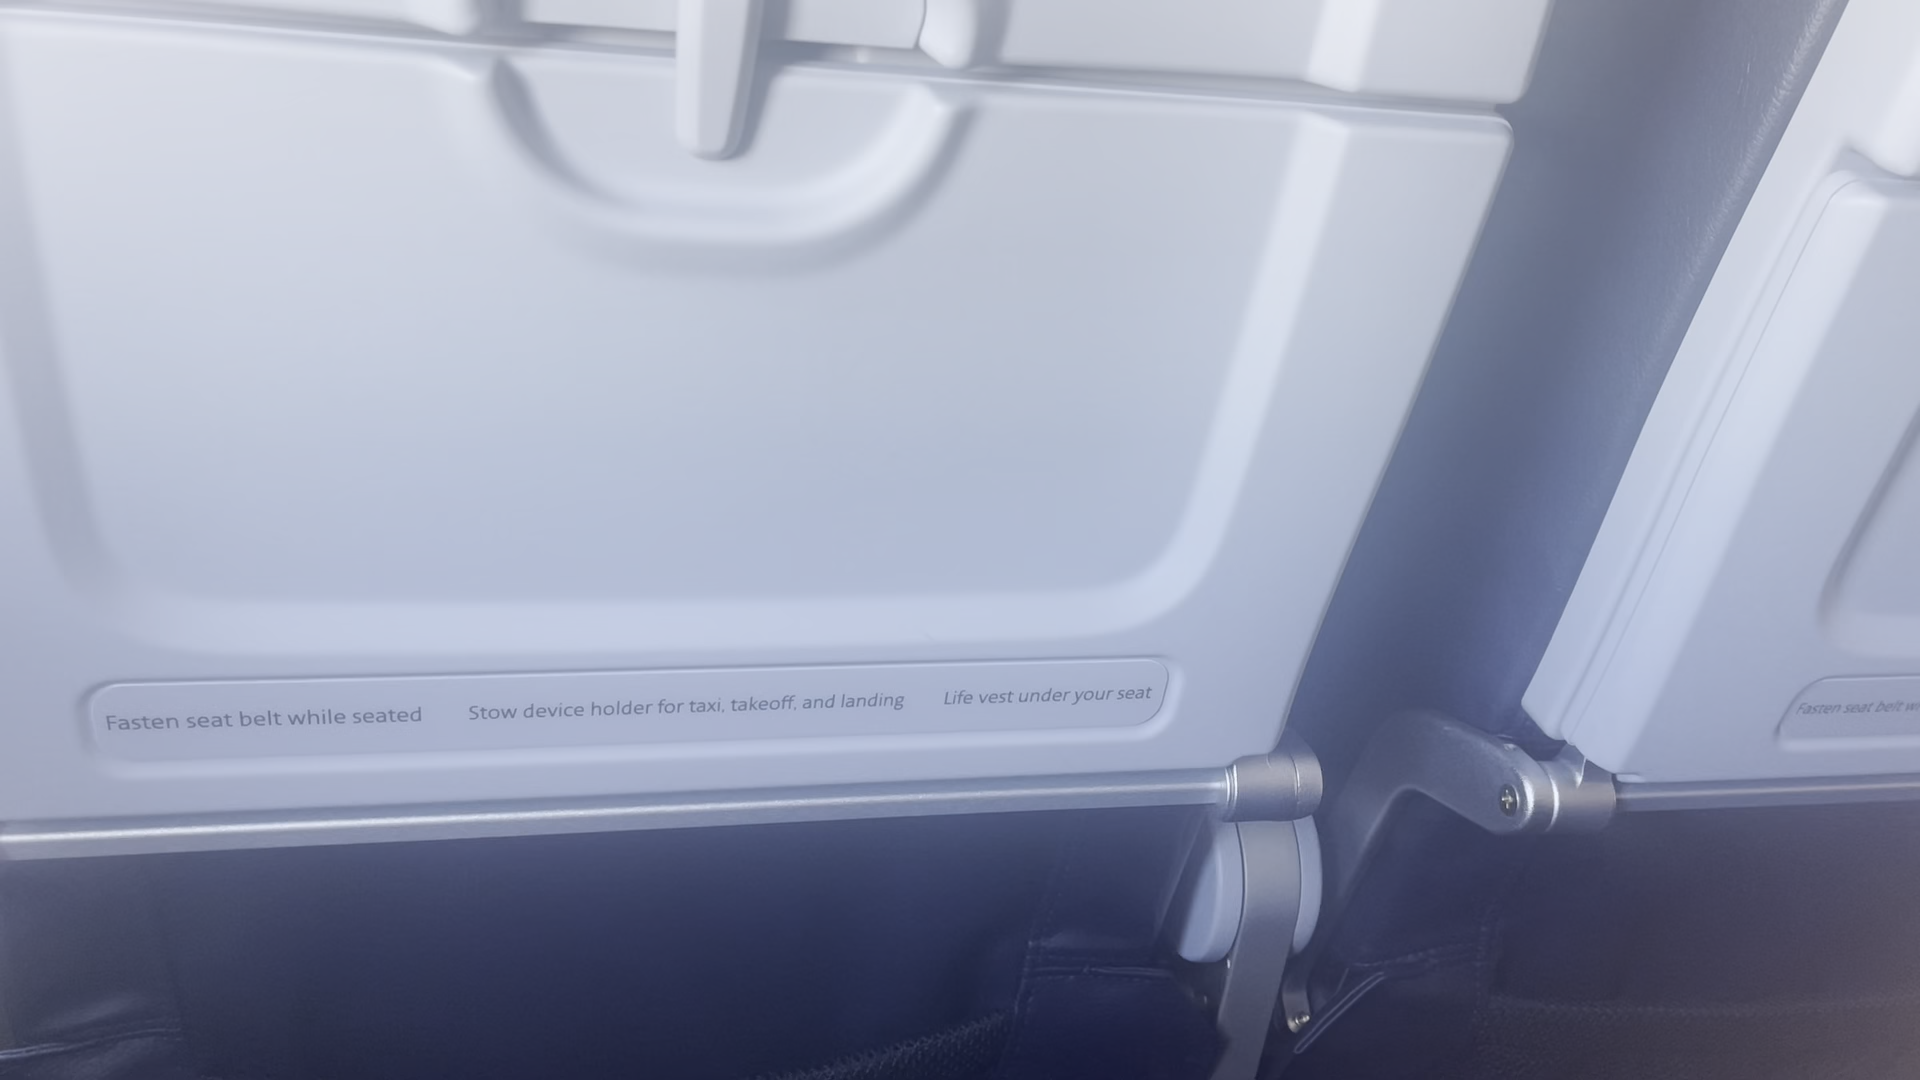 Fasten seat belt while seated
Stow device holder for taxi, takeoff, and landing
Life vest under your seat
Fasten seat belt